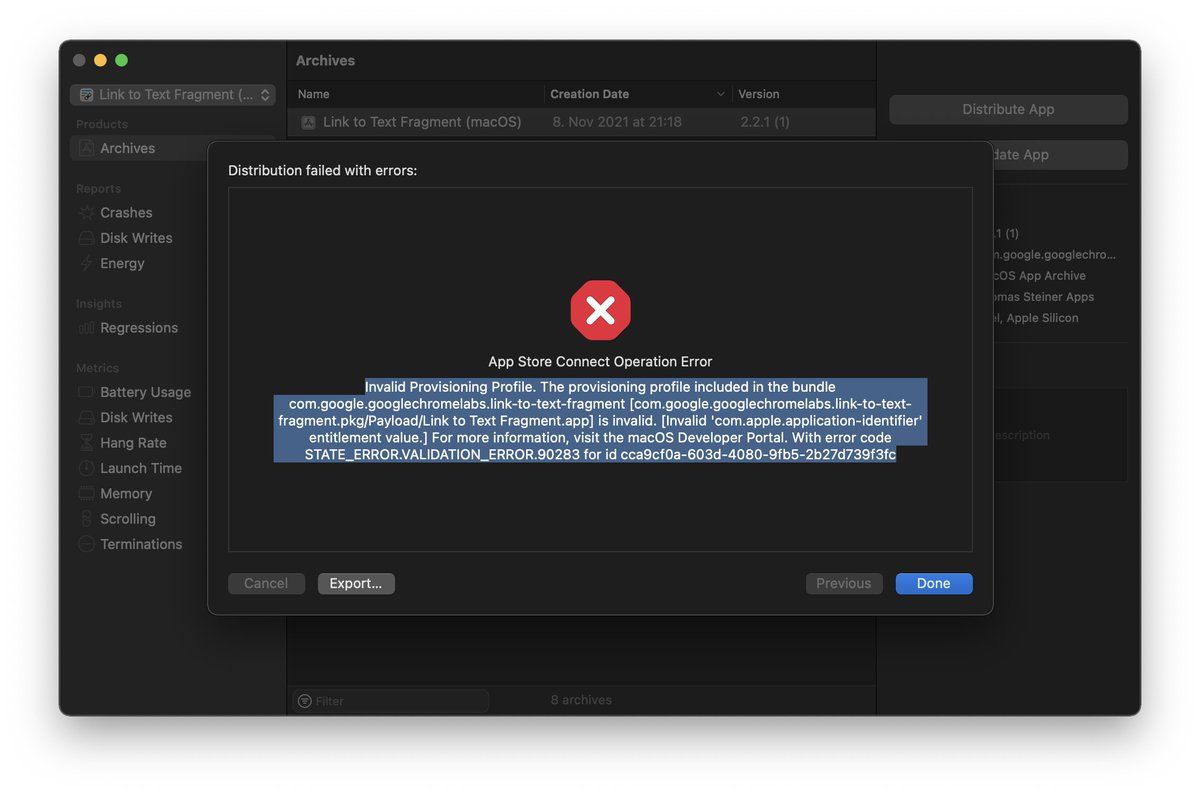 Archives
Link to Text Fragment (...
Name
Creation Date
Version
Distribute App
Products
Link to Text Fragment (macOS)
8. Nov 2021 at 21:18
2.2.1 (1)
Archives
date App
Distribution failed with errors:
Reports
Crashes
.1 (1)
Disk Writes
m.google.googlechro...
Energy
cOS App Archive
omas Steiner Apps
Insights
el, Apple Silicon
Regressions
App Store Connect Operation Error
Metrics
Invalid Provisioning Profile. The provisioning profile included in the bundle
Battery Usage
com.google.googlechromelabs.link-to-text-fragment [com.google.googlechromelabs.link-to-text-
Disk Writes
fragment.pkg/Payload/Link to Text Fragment.app] is invalid. [Invalid 'com.apple.application-identifier'
entitlement value.] For more information, visit the macOS Developer Portal. With error code
escription
Hang Rate
STATE_ERROR.VALIDATION_ERROR.90283 for id cca9cf0a-603d-4080-9fb5-2b27d739f3fc
Launch Time
Memory
Scrolling
Terminations
Cancel
Export...
Previous
Done
Filter
8 archives